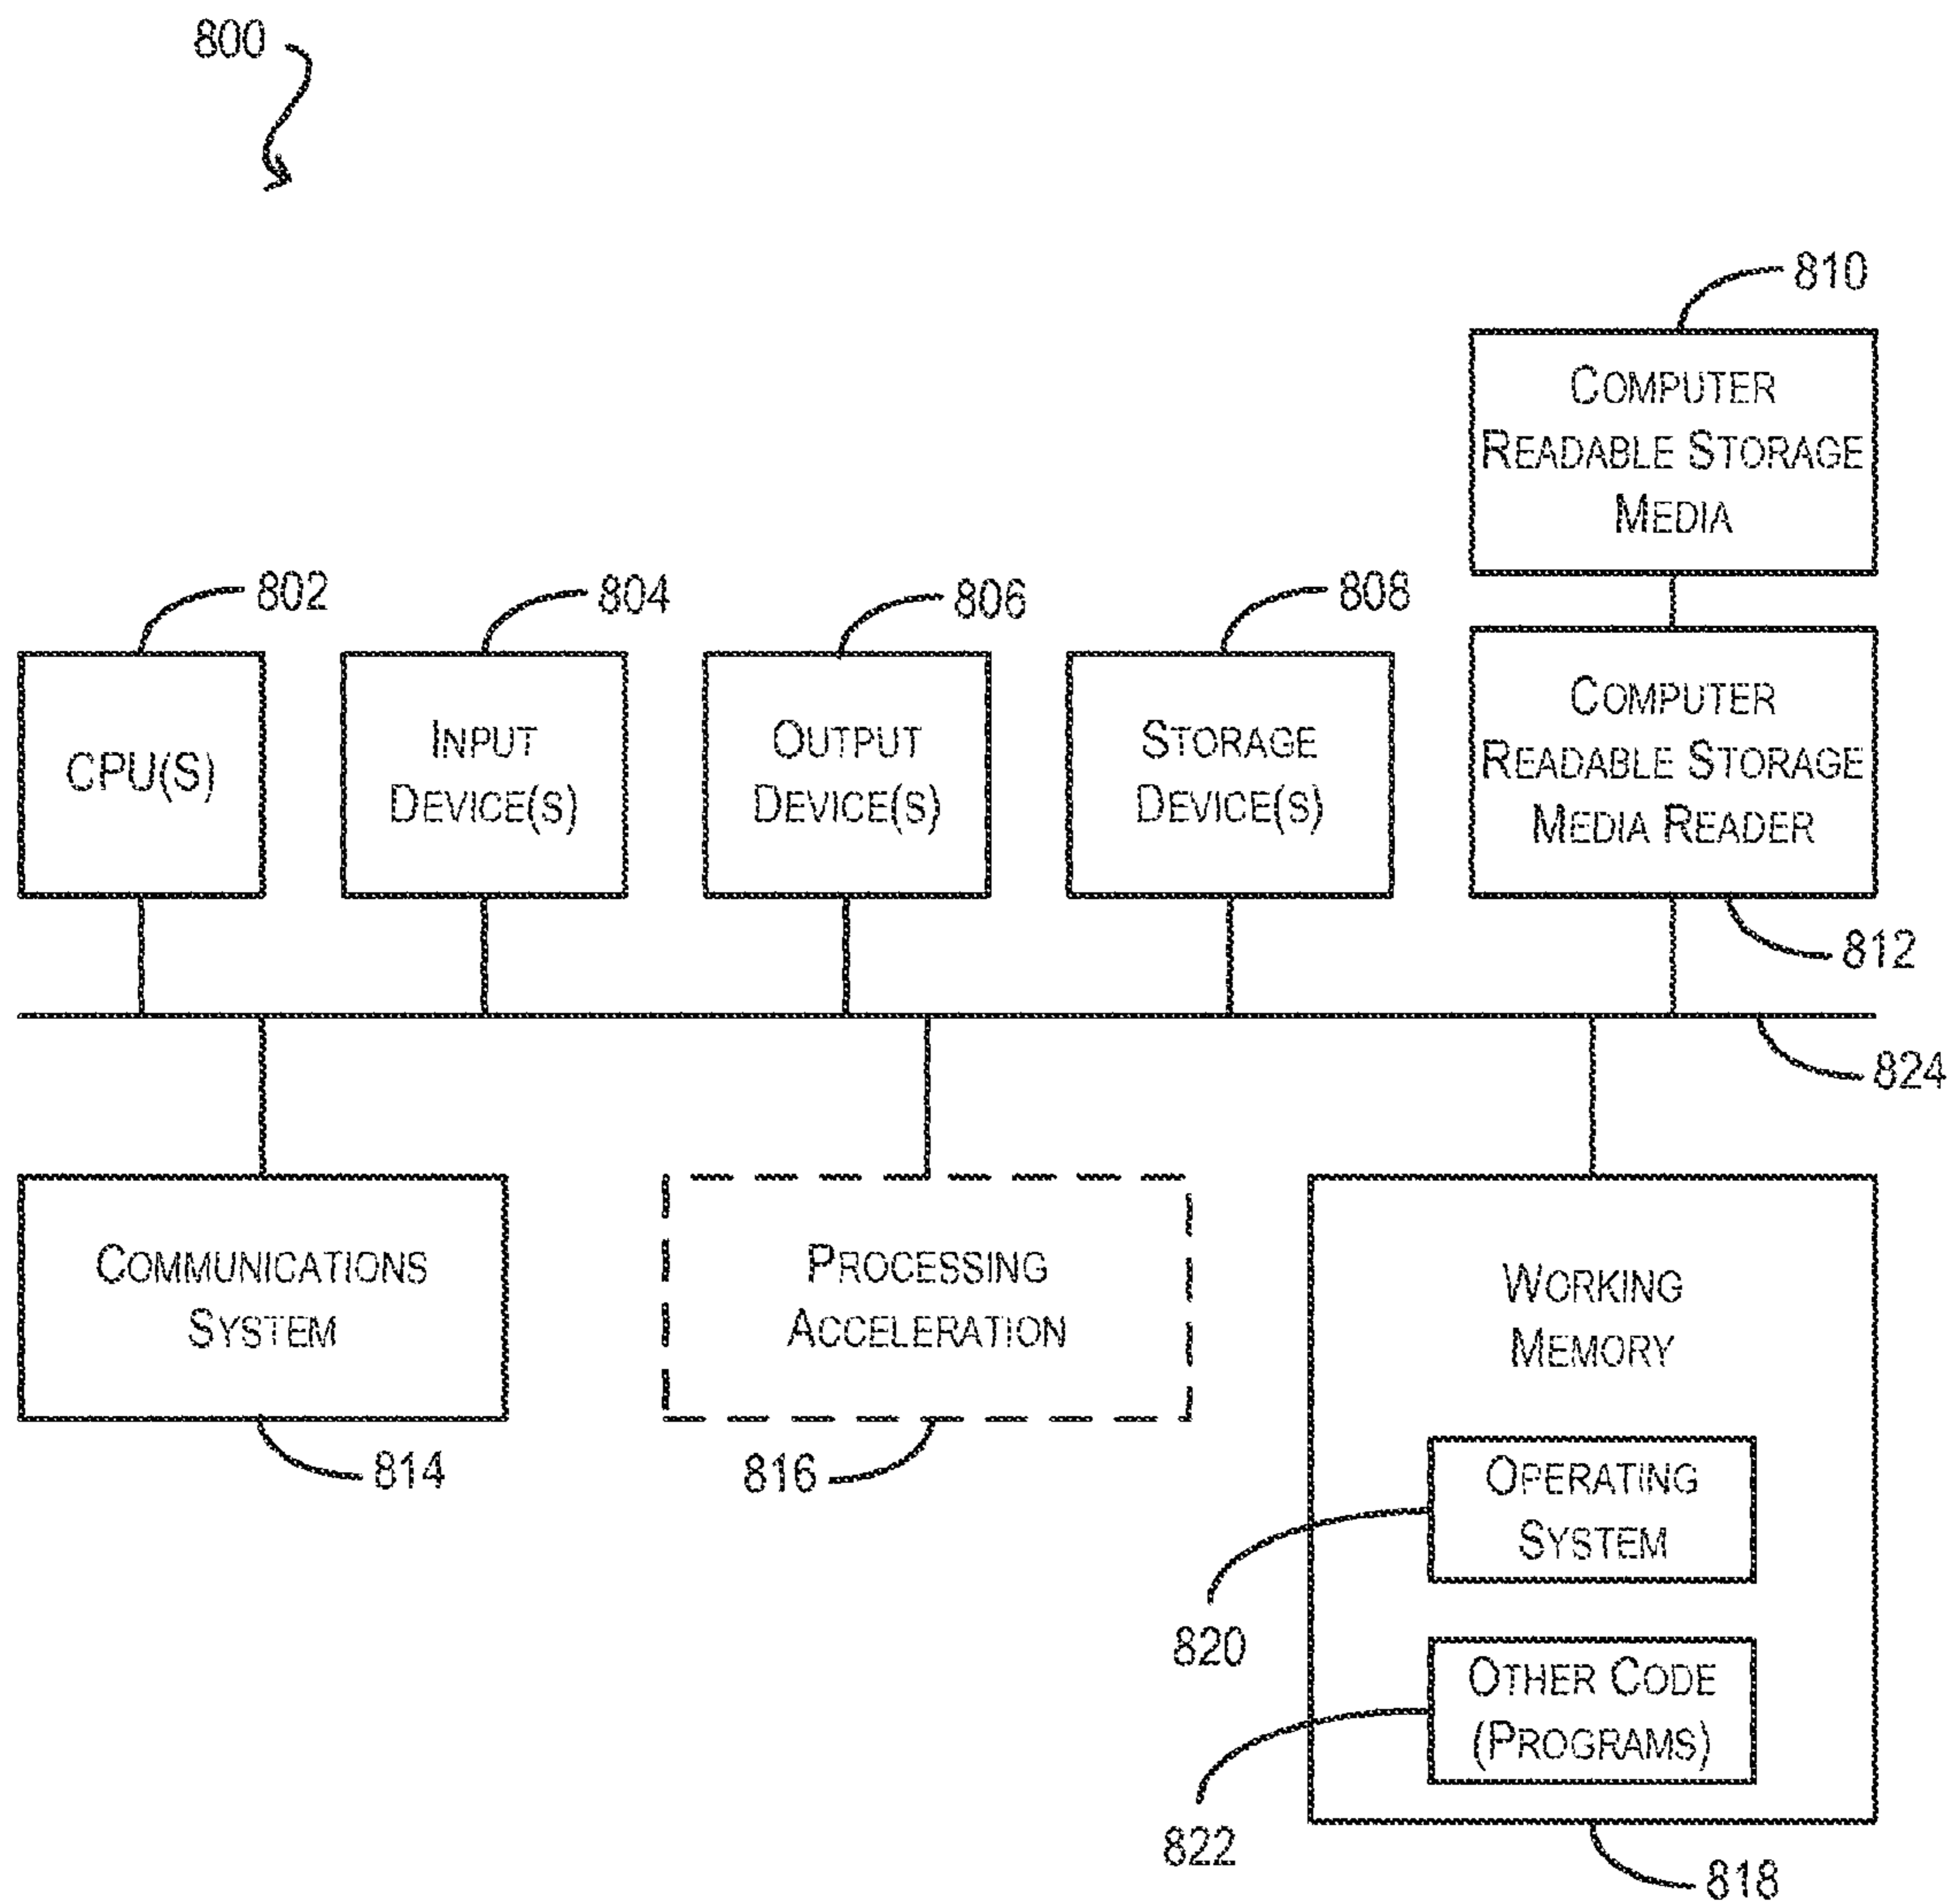 800
810
COMPUTER
READABLE STORAGE
MEDIA
802
804
806
808
CPU(S)
INPUT
DEVICE(S)
OUTPUT
DEVICE(S)
STORAGE
DEVICE(S)
COMPUTER
READABLE STORAGE
MEDIA READER
812
824
COMMUNICATIONS
SYSTEM
814
PROCESSING
ACCELERATION
816
WORKING
MEMORY
OPERATING
SYSTEM
820
OTHER CODE
(PROGRAMS)
822
818